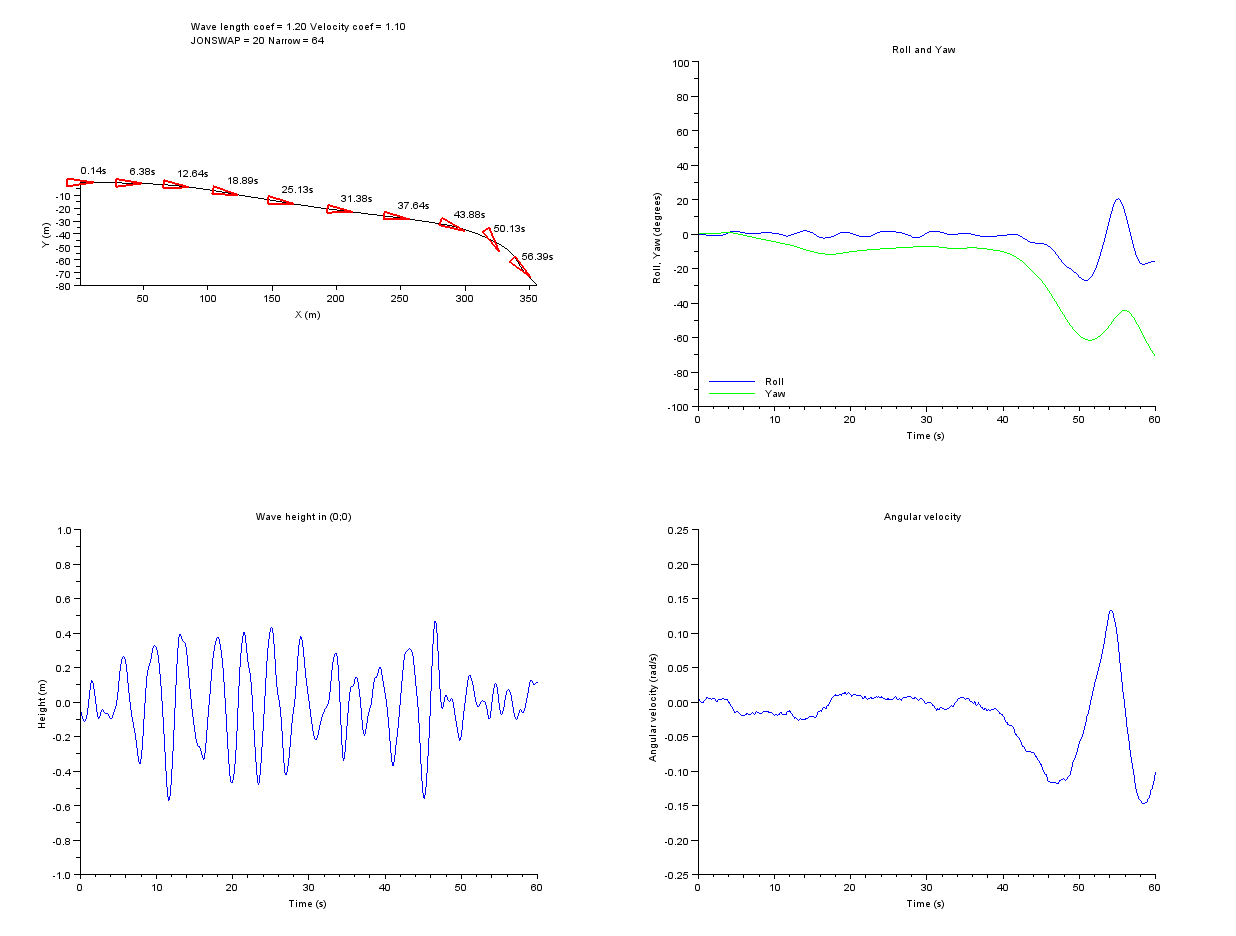 Wave length coef = 1.20 Velocity coef = 1.10
JONSWAP = 20 Narrow = 64
0.14s
6.38s
12.64s
18.89s
25.13s
31.38s
37.64s
43.88s
50.13s
56.39s
Y (m)
-10
-20
-30
-40
-50
-60
-70
-80
50
100
150
200
250
300
350
X (m)
Roll and Yaw
Roll, Yaw (degrees)
100
80
60
40
20
0
-20
-40
-60
-80
-100
Roll
Yaw
0
10
20
30
40
50
60
Time (s)
Wave height in (0;0)
Height (m)
1.0
0.8
0.6
0.4
0.2
0.0
-0.2
-0.4
-0.6
-0.8
-1.0
0
10
20
30
40
50
60
Time (s)
Angular velocity
Angular velocity (rad/s)
0.25
0.20
0.15
0.10
0.05
0.00
-0.05
-0.10
-0.15
-0.20
-0.25
0
10
20
30
40
50
60
Time (s)